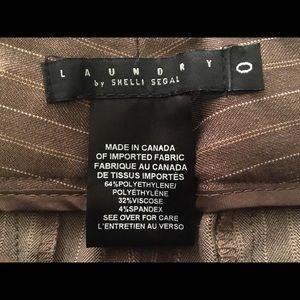 LAUNDRY
by SHELLI SEGAL
0
MADE IN CANADA
OF IMPORTED FABRIC
FABRIQUE AU CANADA
DE TISSUS IMPORTÉS
64%POLYETHYLENE/
POLYÉTHYLÉNE
32%VISCOSE
4%SPANDEX
SEE OVER FOR CARE
L'ENTRETIEN AU VERSO